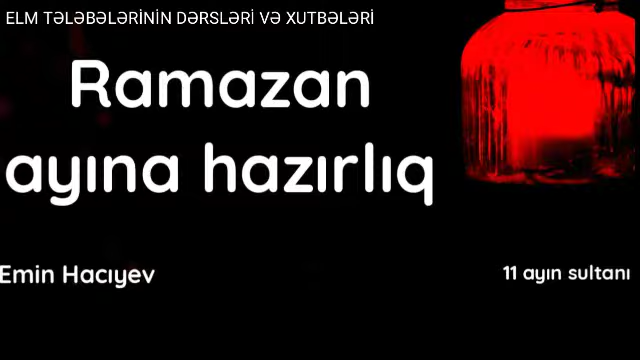 ELM TƏLƏBƏLƏRİNİN DƏRSLƏRİ VƏ XUTBƏLƏRİ
Ramazan
ayına hazırlıq
Emin Hacıyev
11 ayın sultanı